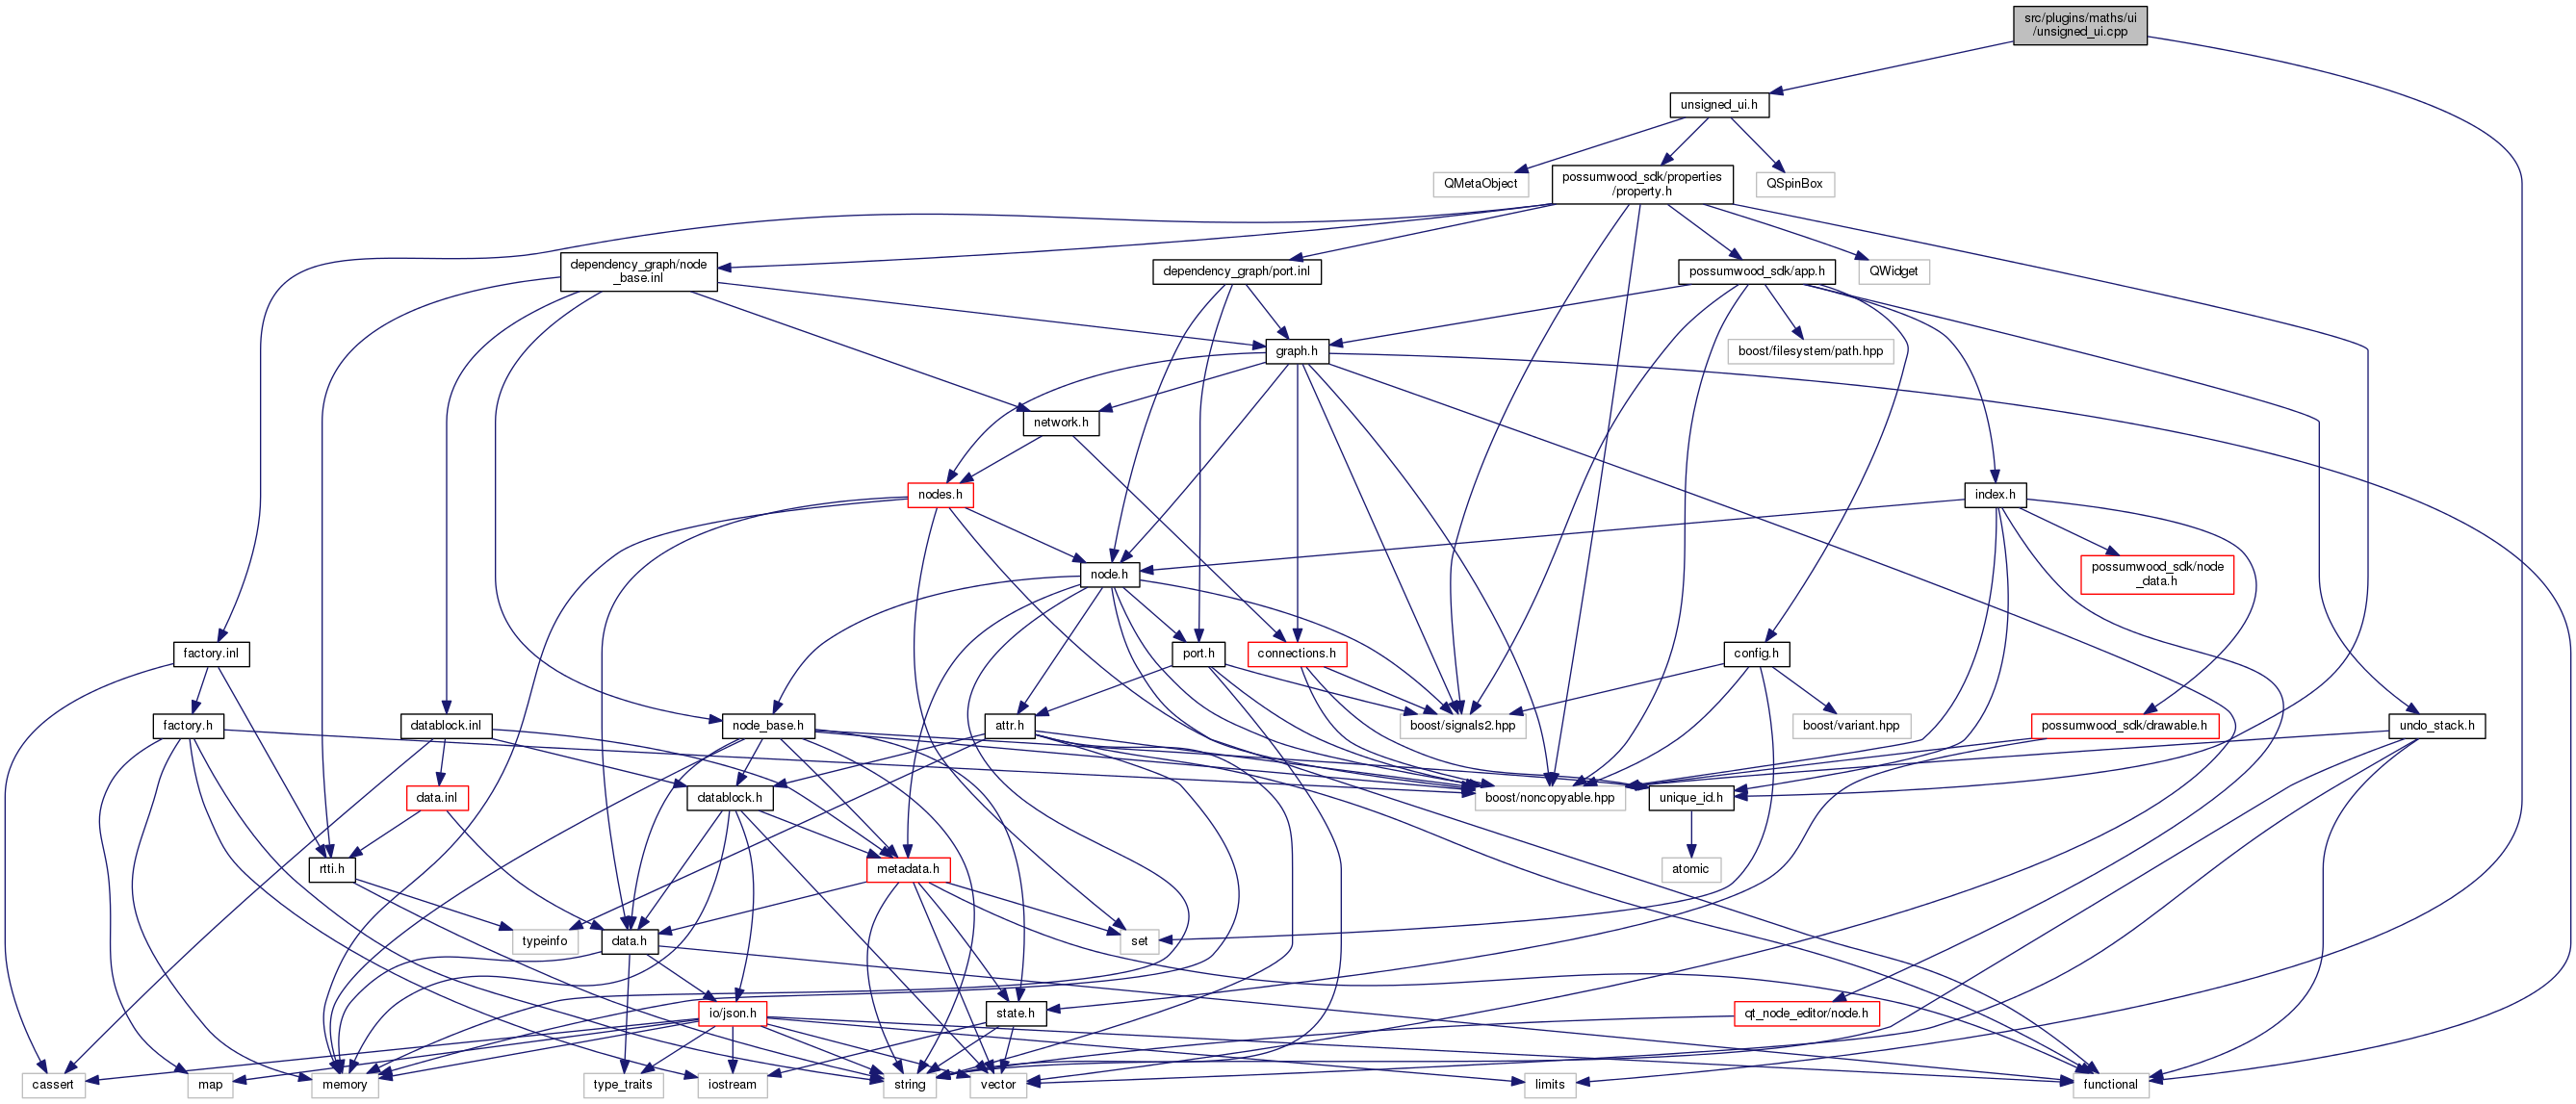 src/plugins/maths/ui
/unsigned_ui.cpp
unsigned_ui.h
QMetaObject
possumwood_sdk/properties
/property.h
QSpinBox
dependency_graph/node
_base.inl
dependency_graph/port.inl
possumwood_sdk/app.h
QWidget
graph.h
boost/filesystem/path.hpp
network.h
nodes.h
index.h
node.h
possumwood_sdk/node
_data.h
factory.inl
port.h
connections.h
config.h
factory.h
datablock.inl
node_base.h
attr.h
boost/signals2.hpp
boost/variant.hpp
possumwood_sdk/drawable.h
undo_stack.h
data.inl
datablock.h
boost/noncopyable.hpp
unique_id.h
rtti.h
metadata.h
atomic
typeinfo
data.h
set
io/json.h
state.h
qt_node_editor/node.h
cassert
map
memory
type_traits
iostream
string
vector
limits
functional